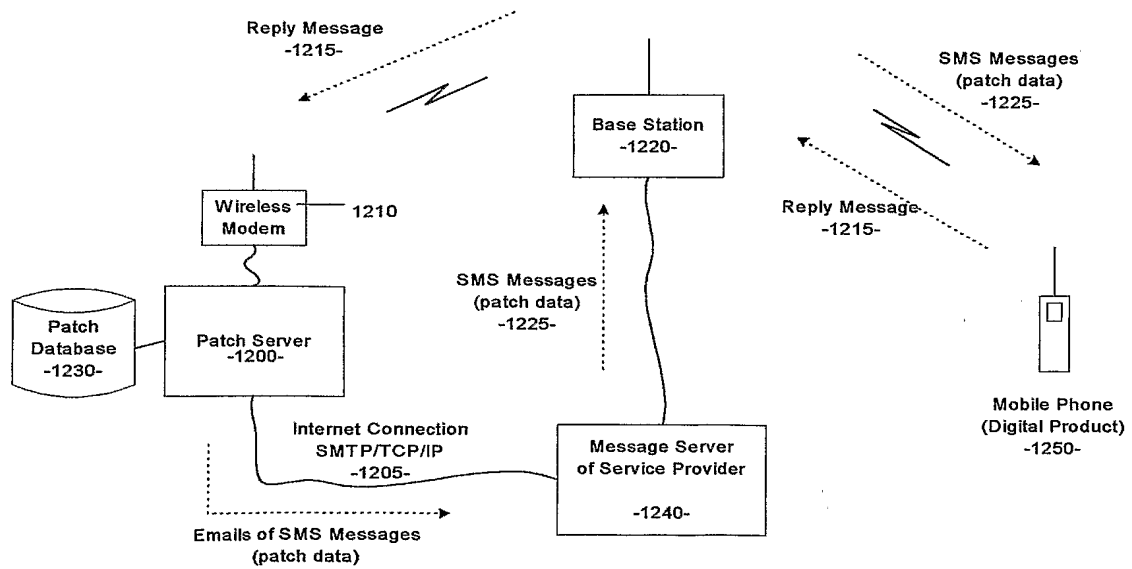 Reply Message
-1215-
SMS Messages
(patch data)
-1225-
Base Station
-1220-
Wireless
Modem
1210
Reply Message
-1215-
SMS Messages
(patch data)
-1225-
Patch
Database
-1230-
Patch Server
-1200-
Mobile Phone
(Digital Product)
-1250-
Internet Connection
SMTP/TCP/IP
-1205-
Message Server
of Service Provider
-1240-
Emails of SMS Messages
(patch data)